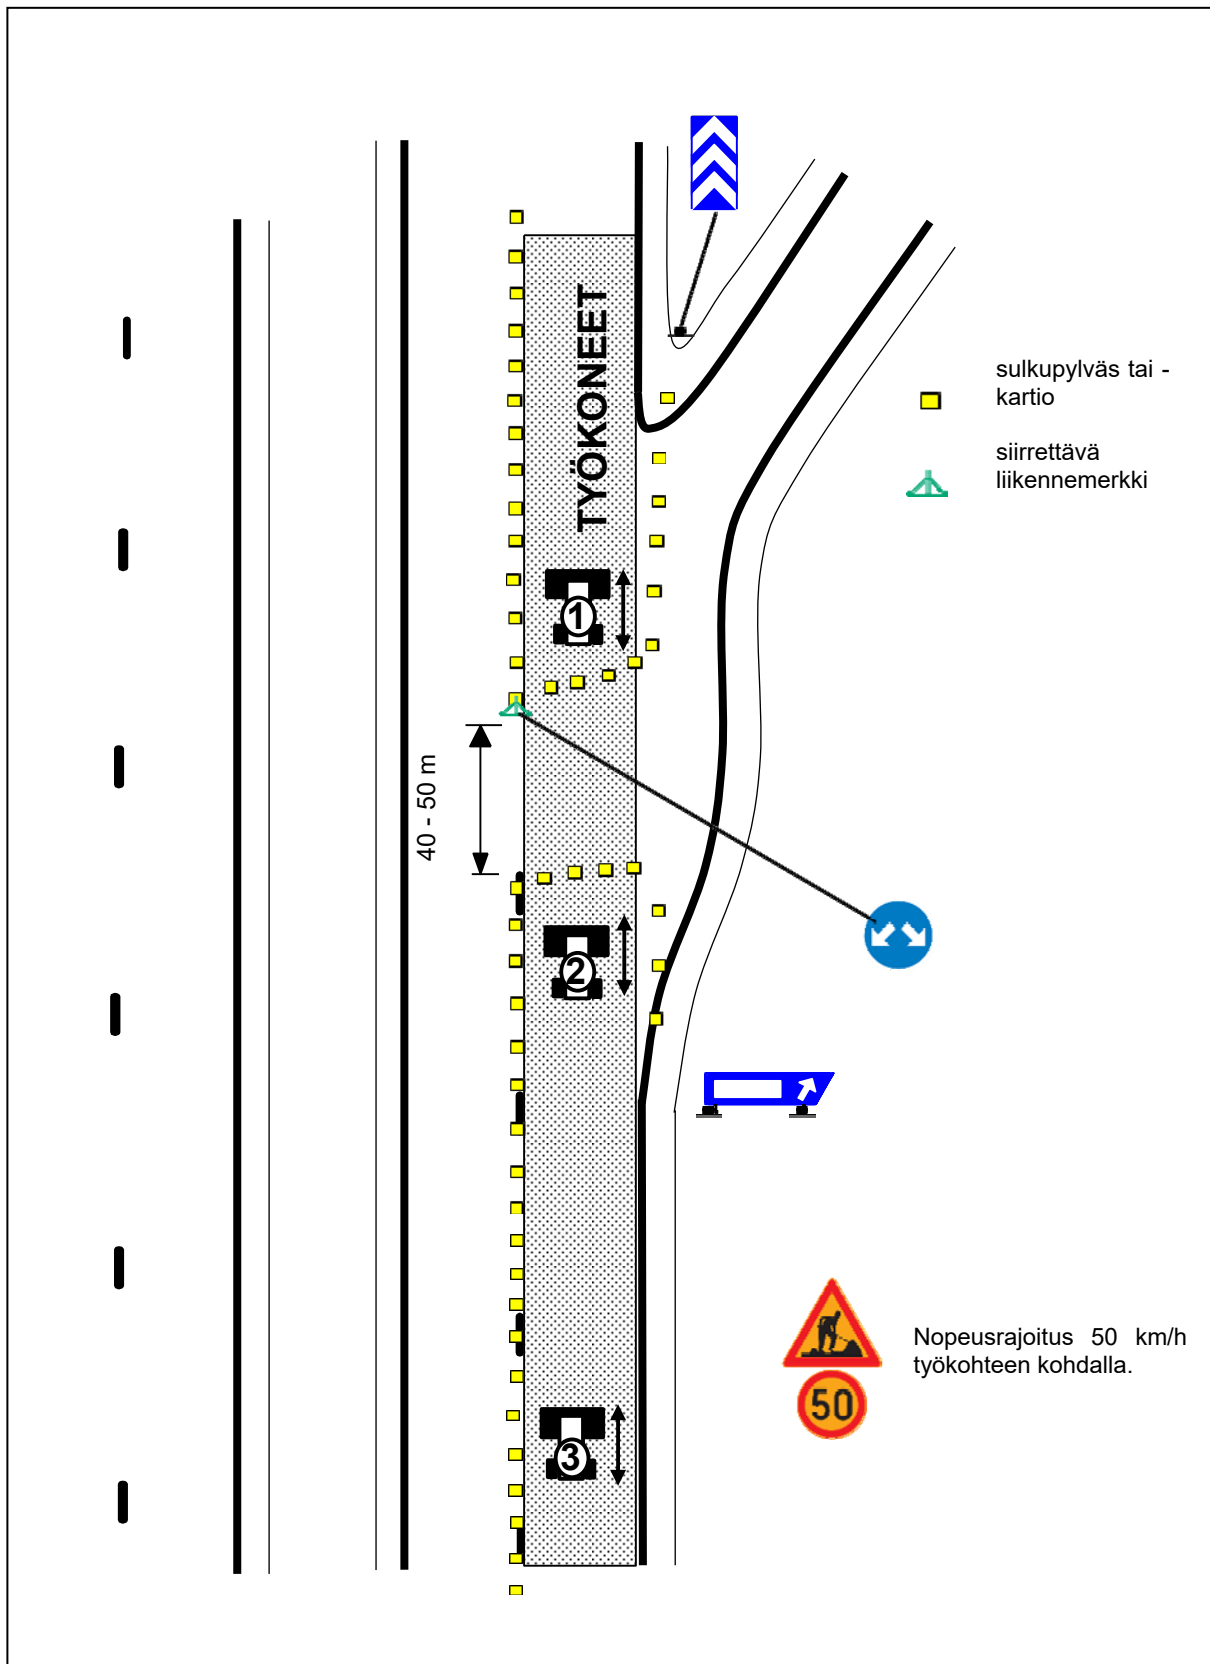 TYÖKONEET
sulkupylväs tai -
kartio
siirrettävä
liikennemerkki
1
40 - 50 m
2
Nopeusrajoitus 50 km/h
työkohteen kohdalla.
50
3